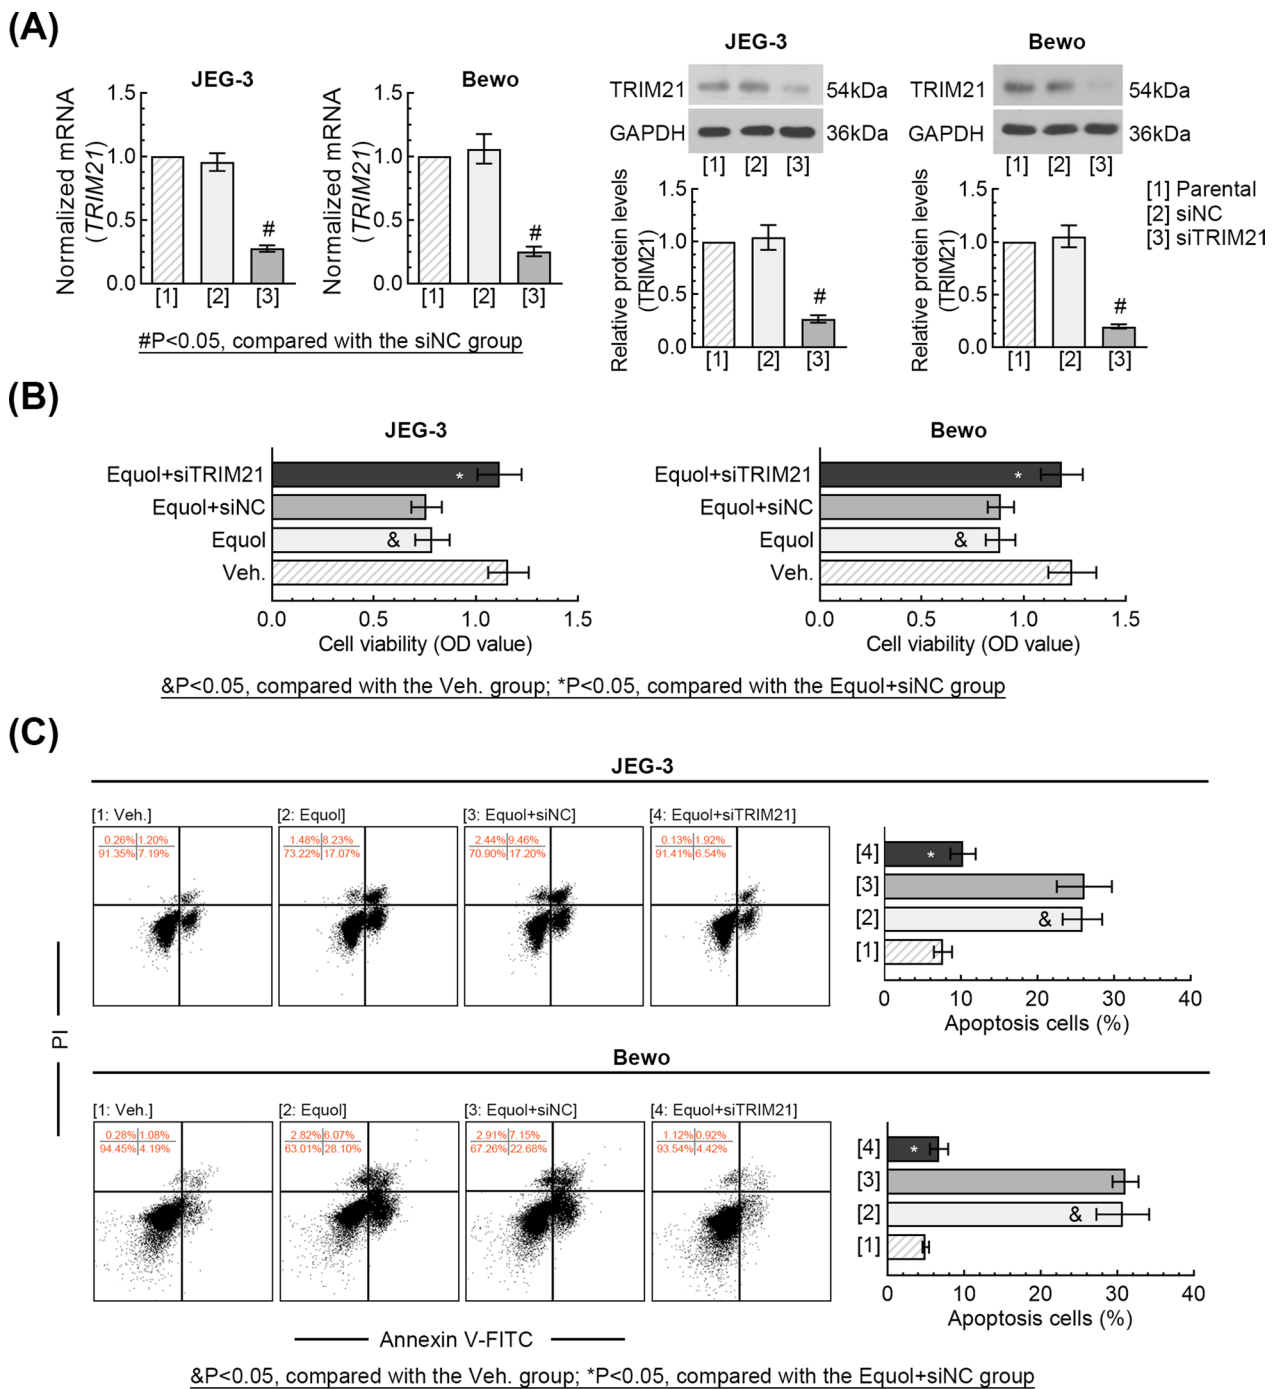 (A)
JEG-3
Bewo
JEG-3
Bewo
Normalized mRNA
(TRIM21)
1.5
1.0
0.5
0.0
#
[1] [2] [3]
Normalized mRNA
(TRIM21)
1.5
1.0
0.5
0.0
#
[1] [2] [3]
#P<0.05, compared with the siNC group
TRIM21 54kDa
GAPDH 36kDa
[1] [2] [3]
TRIM21 54kDa
GAPDH 36kDa
[1] [2] [3]
Relative protein levels
(TRIM21)
1.5
1.0
0.5
0.0
#
[1] [2] [3]
Relative protein levels
(TRIM21)
1.5
1.0
0.5
0.0
#
[1] [2] [3]
[1] Parental
[2] siNC
[3] siTRIM21
(B)
JEG-3
Equol+siTRIM21 *
Equol+siNC
Equol &
Veh.
0.0 0.5 1.0 1.5
Cell viability (OD value)
Bewo
Equol+siTRIM21 *
Equol+siNC
Equol &
Veh.
0.0 0.5 1.0 1.5
Cell viability (OD value)
&P<0.05, compared with the Veh. group; *P<0.05, compared with the Equol+siNC group
(C)
JEG-3
[1: Veh.]
0.26% 1.20%
91.35% 7.19%
[2: Equol]
1.48% 8.23%
73.22% 17.07%
[3: Equol+siNC]
2.44% 9.46%
70.90% 17.20%
[4: Equol+siTRIM21]
0.13% 1.92%
91.41% 6.54%
[4] *
[3]
[2] &
[1]
0 10 20 30 40
Apoptosis cells (%)
PI
Bewo
[1: Veh.]
0.28% 1.08%
94.45% 4.19%
[2: Equol]
2.82% 6.07%
63.01% 28.10%
[3: Equol+siNC]
2.91% 7.15%
67.26% 22.68%
[4: Equol+siTRIM21]
1.12% 0.92%
93.54% 4.42%
[4] *
[3]
[2] &
[1]
0 10 20 30 40
Apoptosis cells (%)
Annexin V-FITC
&P<0.05, compared with the Veh. group; *P<0.05, compared with the Equol+siNC group